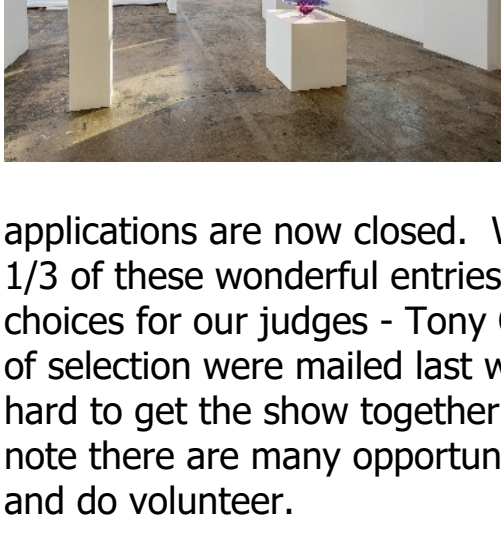 applications are now closed.
1/3 of these wonderful entries
choices for our judges - Tony
of selection were mailed last
hard to get the show together
note there are many
and do volunteer.